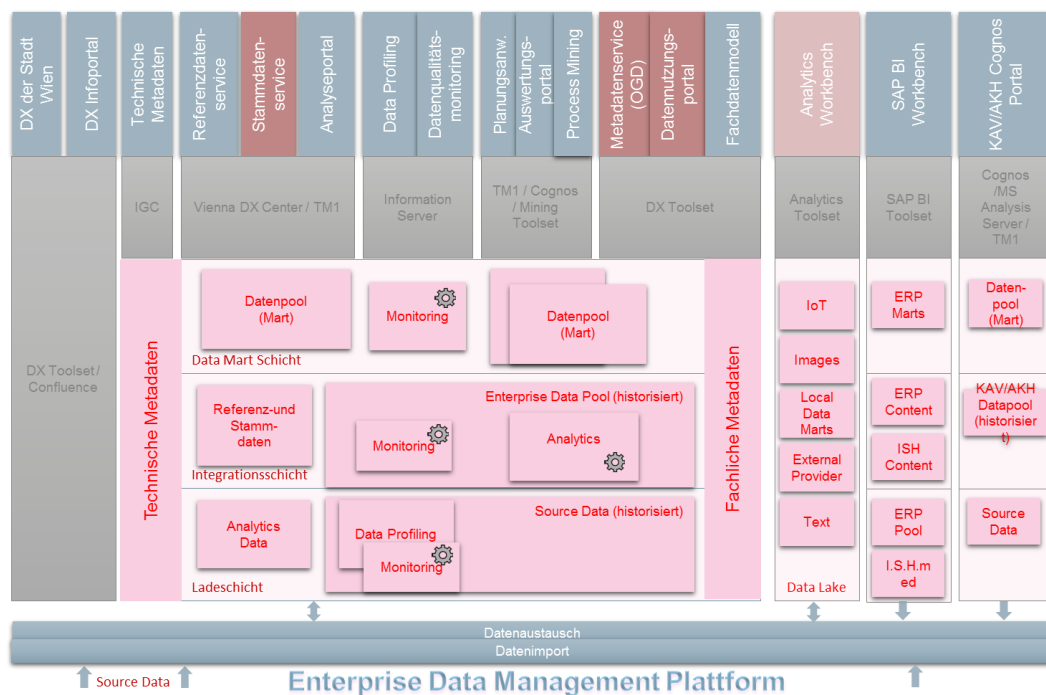 DX der Stadt
Wien
DX Infoportal
Technische
Metadaten
Referenzdaten-
service
Stammdaten-
service
Analyseportal
Data Profiling
Datenqualitäts-
monitoring
Planungsanw.
Auswertungs-
portal
Process Mining
Metadatenservice
(OGD)
Datennutzungs-
portal
Fachdatenmodell
Analytics
Workbench
SAP BI
Workbench
KAV/AKH Cognos
Portal
DX Toolset /
Confluence
IGC
Vienna DX Center / TM1
Information
Server
TM1 / Cognos
/ Mining
Toolset
DX Toolset
Analytics
Toolset
SAP BI
Toolset
Cognos
/MS
Analysis
Server /
TM1
Technische Metadaten
Datenpool
(Mart)
Monitoring
Datenpool
(Mart)
Data Mart Schicht
Referenz-und
Stamm-
daten
Enterprise Data Pool (historisiert)
Monitoring
Analytics
Integrationsschicht
Analytics
Data
Source Data (historisiert)
Data Profiling
Monitoring
Ladeschicht
Fachliche Metadaten
IoT
Images
Local
Data
Marts
External
Provider
Text
Data Lake
ERP
Marts
ERP
Content
ISH
Content
ERP
Pool
I.S.H.m
ed
Daten-
pool
(Mart)
KAV/AKH
Datapool
(historisier
t)
Source
Data
Datenaustausch
Datenimport
Source Data
Enterprise Data Management Plattform